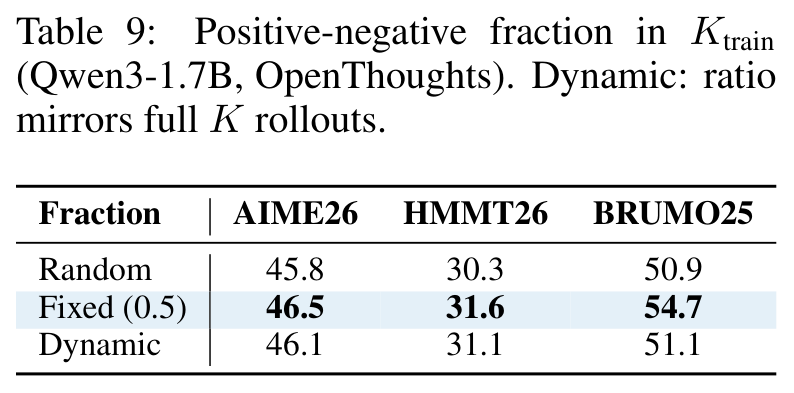 Table 9: Positive-negative fraction in K_train
(Qwen3-1.7B, OpenThoughts). Dynamic: ratio
mirrors full K rollouts.
Fraction AIME26 HMMT26 BRUMO25
Random 45.8 30.3 50.9
Fixed (0.5) 46.5 31.6 54.7
Dynamic 46.1 31.1 51.1